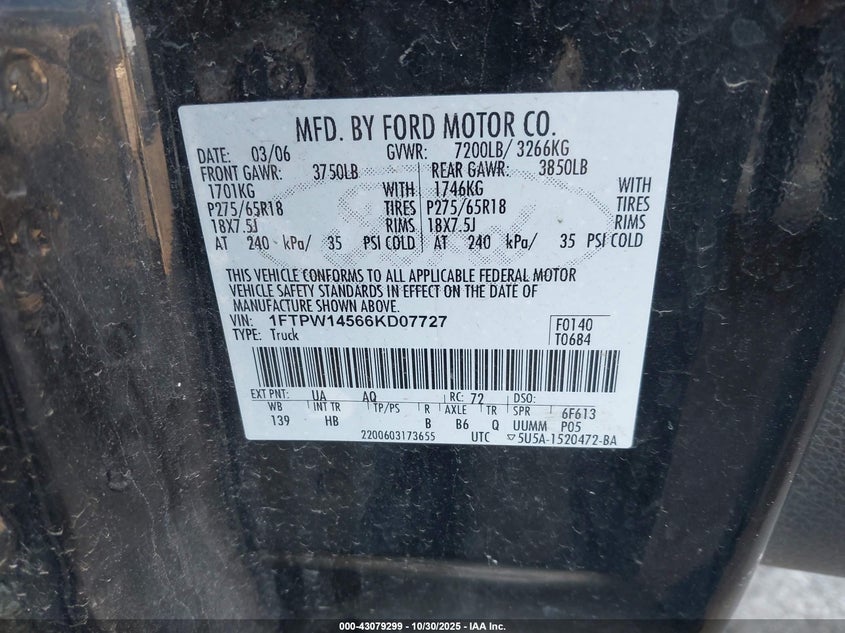 MFD. BY FORD MOTOR CO.
DATE: 03/06 GVWR: 7200LB/ 3266KG
FRONT GAWR: 3750LB REAR GAWR: 3850LB
1701KG WITH 1746KG WITH
P275/65R18 TIRES P275/65R18 TIRES
18X7.5J RIMS 18X7.5J RIMS
AT 240 kPa/ 35 PSI COLD AT 240 kPa/ 35 PSI COLD
THIS VEHICLE CONFORMS TO ALL APPLICABLE FEDERAL MOTOR
VEHICLE SAFETY STANDARDS IN EFFECT ON THE DATE OF
MANUFACTURE SHOWN ABOVE.
VIN: 1FTPW14566KD07727 F0140
TYPE: Truck T0684
EXT PNT: UA AQ RC: 72 DSO:
WB INT TR TP/PS R AXLE TR SPR 6F613
139 HB B B6 Q UUMM P05
2200603173655 UTC 5U5A-1520472-BA
000-43079299 | 10/30/2025 - IAA Inc.